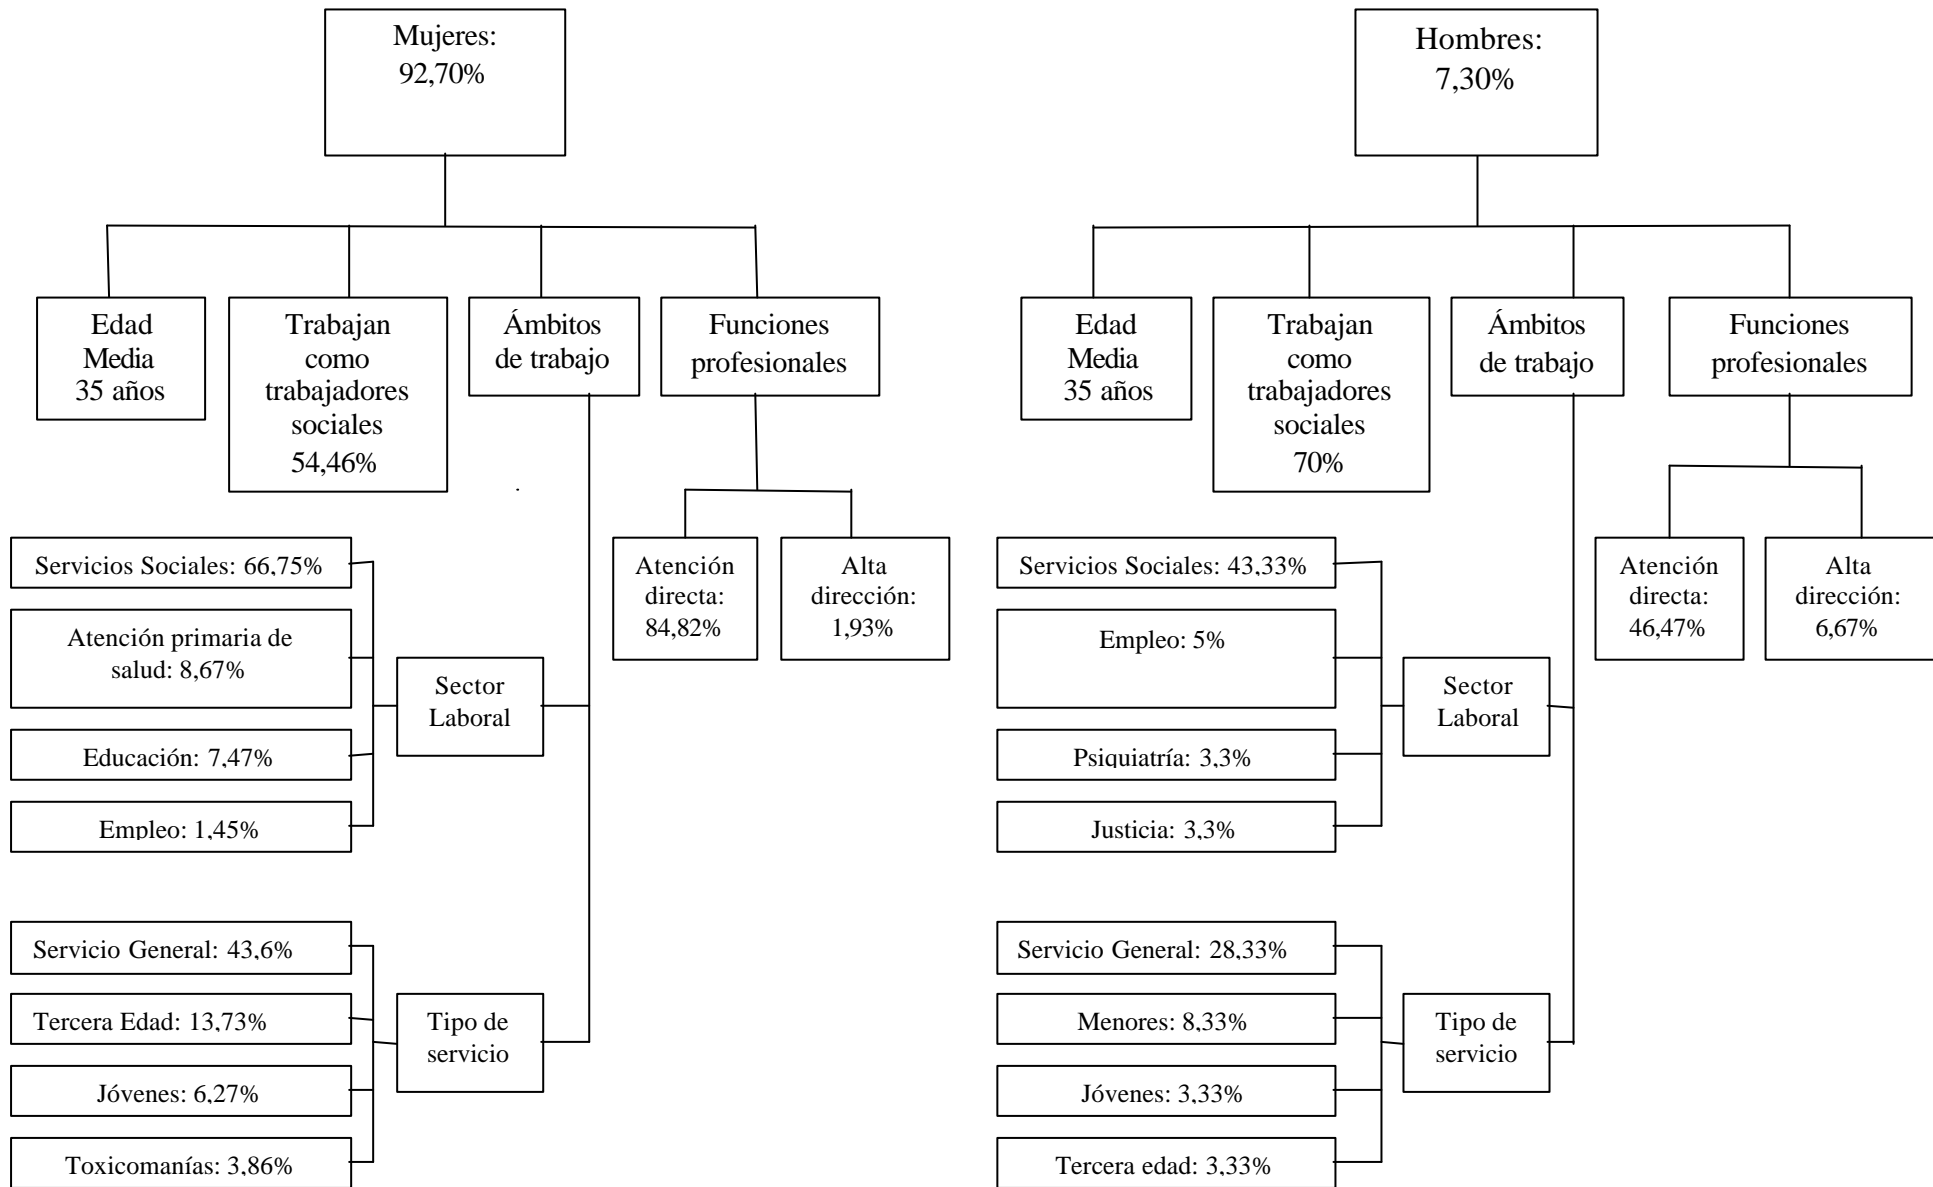 Mujeres:
92,70%
Edad
Media
35 años
Trabajan
como
trabajadores
sociales
54,46%
Ámbitos
de trabajo
Funciones
profesionales
Atención
directa:
84,82%
Alta
dirección:
1,93%
Servicios Sociales: 66,75%
Atención primaria de
salud: 8,67%
Educación: 7,47%
Empleo: 1,45%
Sector
Laboral
Servicio General: 43,6%
Tercera Edad: 13,73%
Jóvenes: 6,27%
Toxicomanías: 3,86%
Tipo de
servicio
Hombres:
7,30%
Edad
Media
35 años
Trabajan
como
trabajadores
sociales
70%
Ámbitos
de trabajo
Funciones
profesionales
Atención
directa:
46,47%
Alta
dirección:
6,67%
Servicios Sociales: 43,33%
Empleo: 5%
Psiquiatría: 3,3%
Justicia: 3,3%
Sector
Laboral
Servicio General: 28,33%
Menores: 8,33%
Jóvenes: 3,33%
Tercera edad: 3,33%
Tipo de
servicio